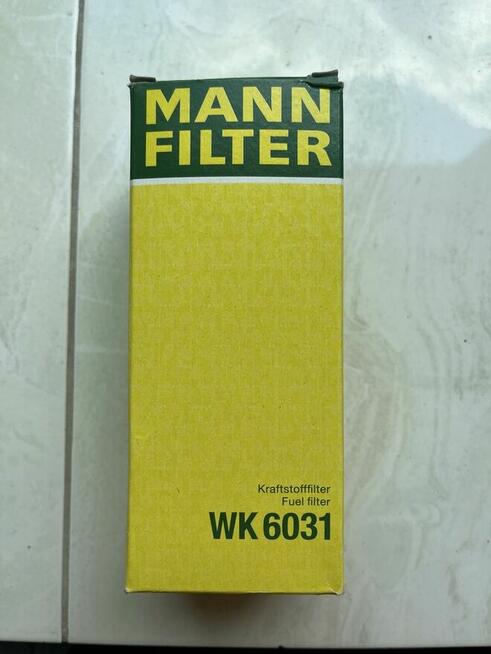 MANN
FILTER
Kraftstofffilter
Fuel filter
WK 6031